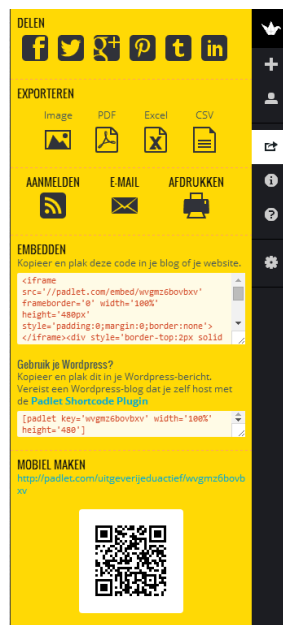 DELEN
EXPORTEREN
Image PDF Excel CSV
AANMELDEN E-MAIL AFDRUKKEN
EMBEDDEN
Kopieer en plak deze code in je blog of je website.
<iframe
src='//padlet.com/embed/wvgmz6bovbxv'
frameborder='0' width='100%'
height='480px'
style='padding:0;margin:0;border:none'>
</iframe><div style='border-top:2px solid
Gebruik je Wordpress?
Kopieer en plak dit in je Wordpress-bericht.
Vereist een Wordpress-blog dat je zelf host met
de Padlet Shortcode Plugin
[padlet key='wvgmz6bovbxv' width='100%'
height='480']
MOBIEL MAKEN
http://padlet.com/uitgeverijeduactief/wvgmz6bovb
xv